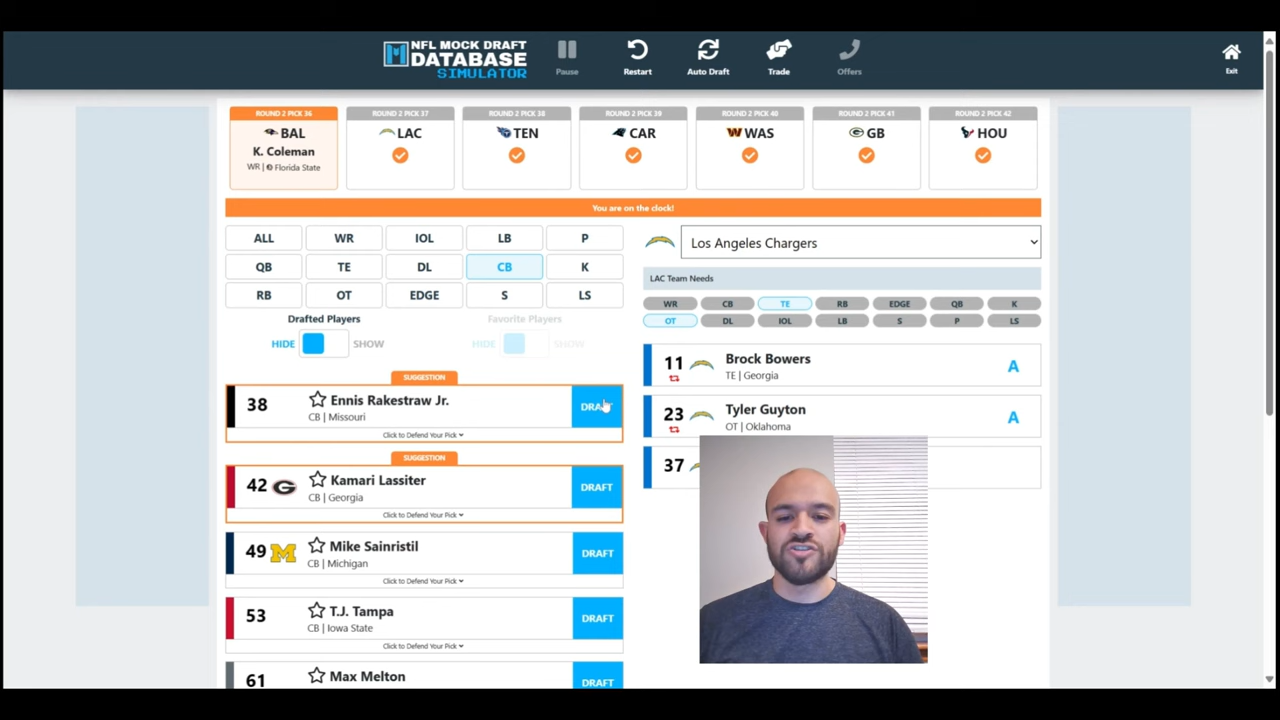 NFL MOCK DRAFT
DATABASE
SIMULATOR
Pause
Restart
Auto Draft
Trade
Offers
Exit
ROUND 2 PICK 36
BAL
K. Coleman
WR | Florida State
ROUND 2 PICK 37
LAC
ROUND 2 PICK 38
TEN
ROUND 2 PICK 39
CAR
ROUND 2 PICK 40
WAS
ROUND 2 PICK 41
GB
ROUND 2 PICK 42
HOU
You are on the clock!
ALL WR IOL LB P
QB TE DL CB K
RB OT EDGE S LS
Drafted Players
HIDE SHOW
Favorite Players
HIDE SHOW
SUGGESTION
38 Ennis Rakestraw Jr. DRAFT
CB | Missouri
Click to Defend Your Pick
SUGGESTION
42 Kamari Lassiter DRAFT
CB | Georgia
Click to Defend Your Pick
49 Mike Sainristil DRAFT
CB | Michigan
Click to Defend Your Pick
53 T.J. Tampa DRAFT
CB | Iowa State
Click to Defend Your Pick
61 Max Melton DRAFT
Los Angeles Chargers
LAC Team Needs
WR CB TE RB EDGE QB K
OT DL IOL LB S P LS
11 Brock Bowers A
TE | Georgia
23 Tyler Guyton A
OT | Oklahoma
37